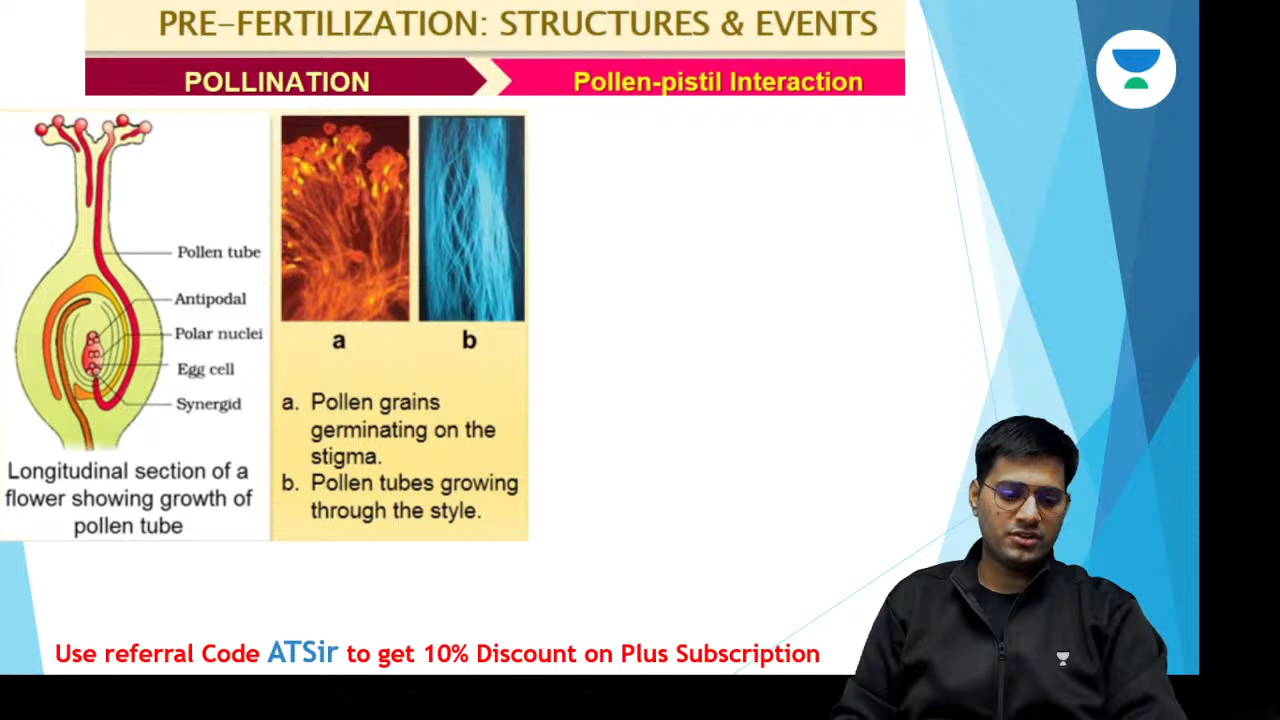 PRE-FERTILIZATION: STRUCTURES & EVENTS
POLLINATION
Pollen-pistil Interaction
Pollen tube
Antipodal
Polar nuclei
Egg cell
Synergid
Longitudinal section of a
flower showing growth of
pollen tube
a
b
a. Pollen grains
germinating on the
stigma.
b. Pollen tubes growing
through the style.
Use referral Code ATSir to get 10% Discount on Plus Subscription